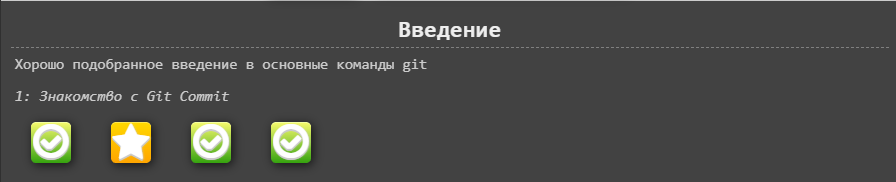 Введение
Хорошо подобранное введение в основные команды git
1: Знакомство с Git Commit